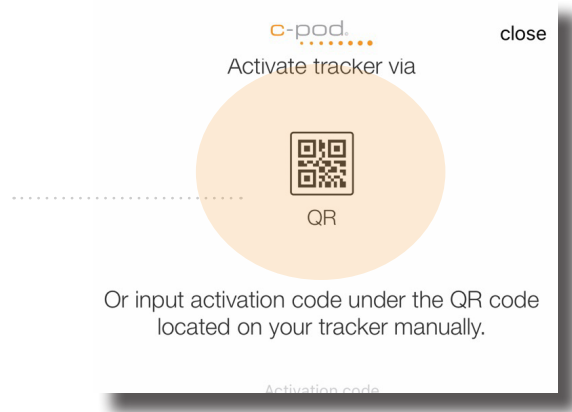 c-pod.
close
Activate tracker via
QR
Or input activation code under the QR code
located on your tracker manually.
Activation code